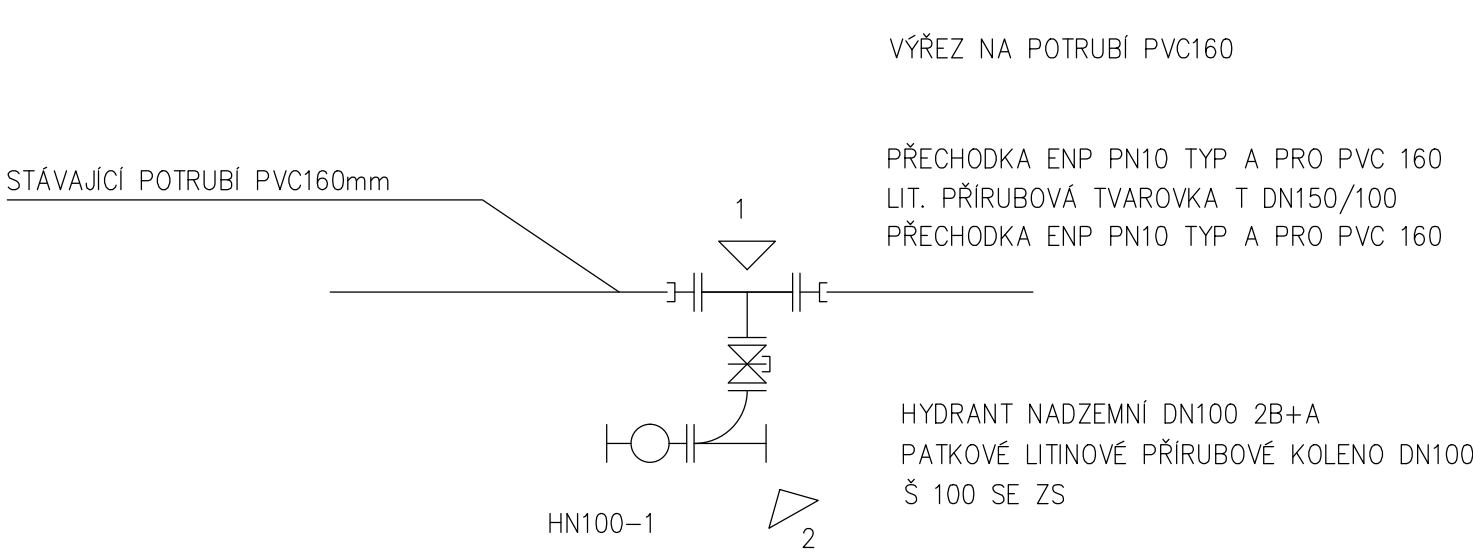 VÝŘEZ NA POTRUBÍ PVC160
PŘECHODKA ENP PN10 TYP A PRO PVC 160
LIT. PŘÍRUBOVÁ TVAROVKA T DN150/100
PŘECHODKA ENP PN10 TYP A PRO PVC 160
STÁVAJÍCÍ POTRUBÍ PVC160mm
1
HYDRANT NADZEMNÍ DN100 2B+A
PATKOVÉ LITINOVÉ PŘÍRUBOVÉ KOLENO DN100
Š 100 SE ZS
HN100-1
2